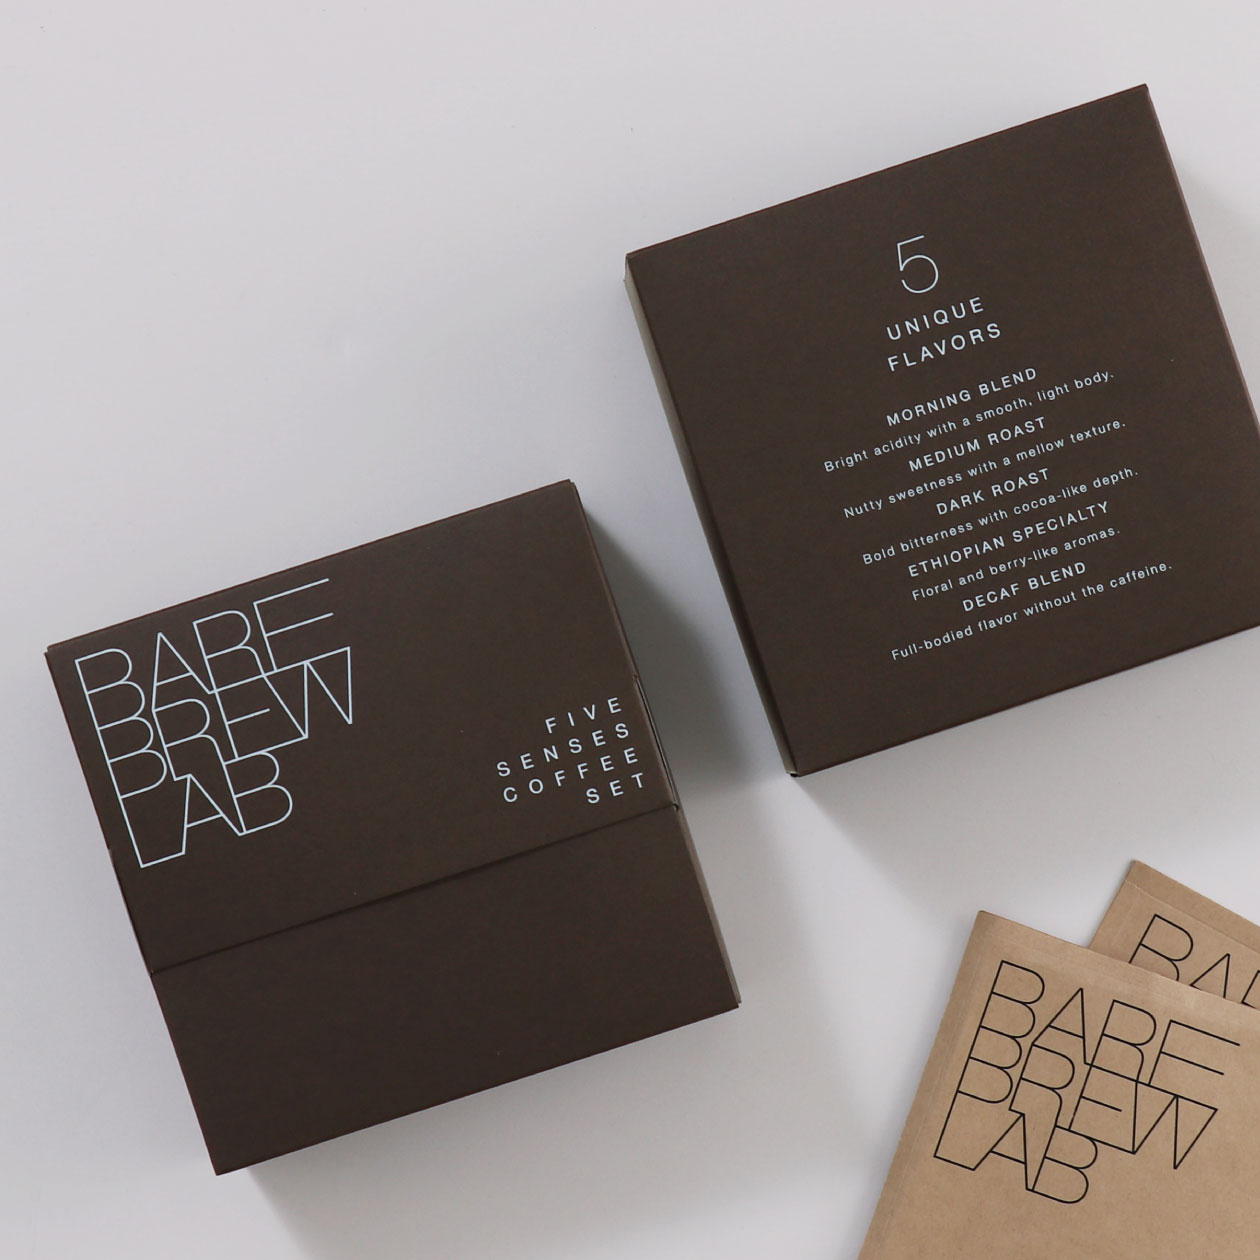 BARE
BREW
LAB
FIVE
SENSES
COFFEE
SET
5
UNIQUE
FLAVORS
MORNING BLEND
Bright acidity with a smooth, light body.
MEDIUM ROAST
Nutty sweetness with a mellow texture.
DARK ROAST
Bold bitterness with cocoa-like depth.
ETHIOPIAN SPECIALTY
Floral and berry-like aromas.
DECAF BLEND
Full-bodied flavor without the caffeine.
BA
BARE
BREW
LAB